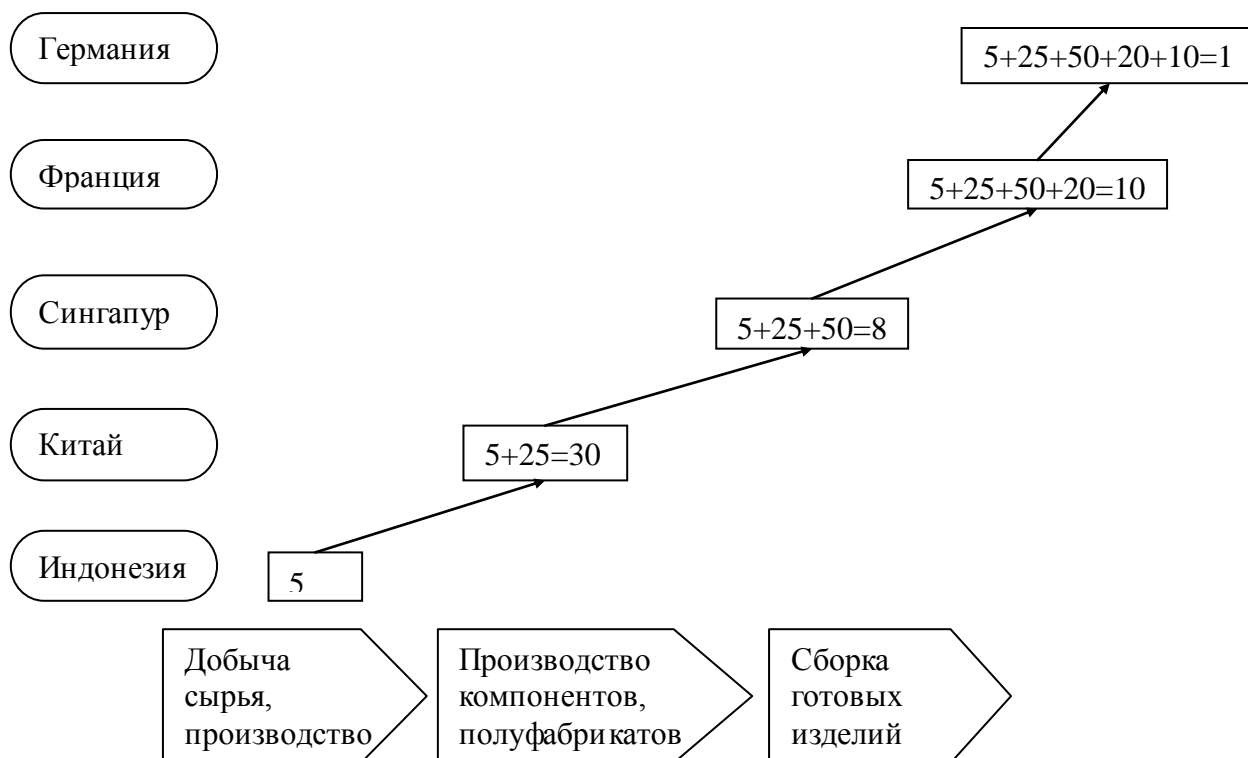 Германия
5+25+50+20+10=1
Франция
5+25+50+20=10
Сингапур
5+25+50=8
Китай
5+25=30
Индонезия
5
Добыча
сырья,
производство
Производство
компонентов,
полуфабрикатов
Сборка
готовых
изделий